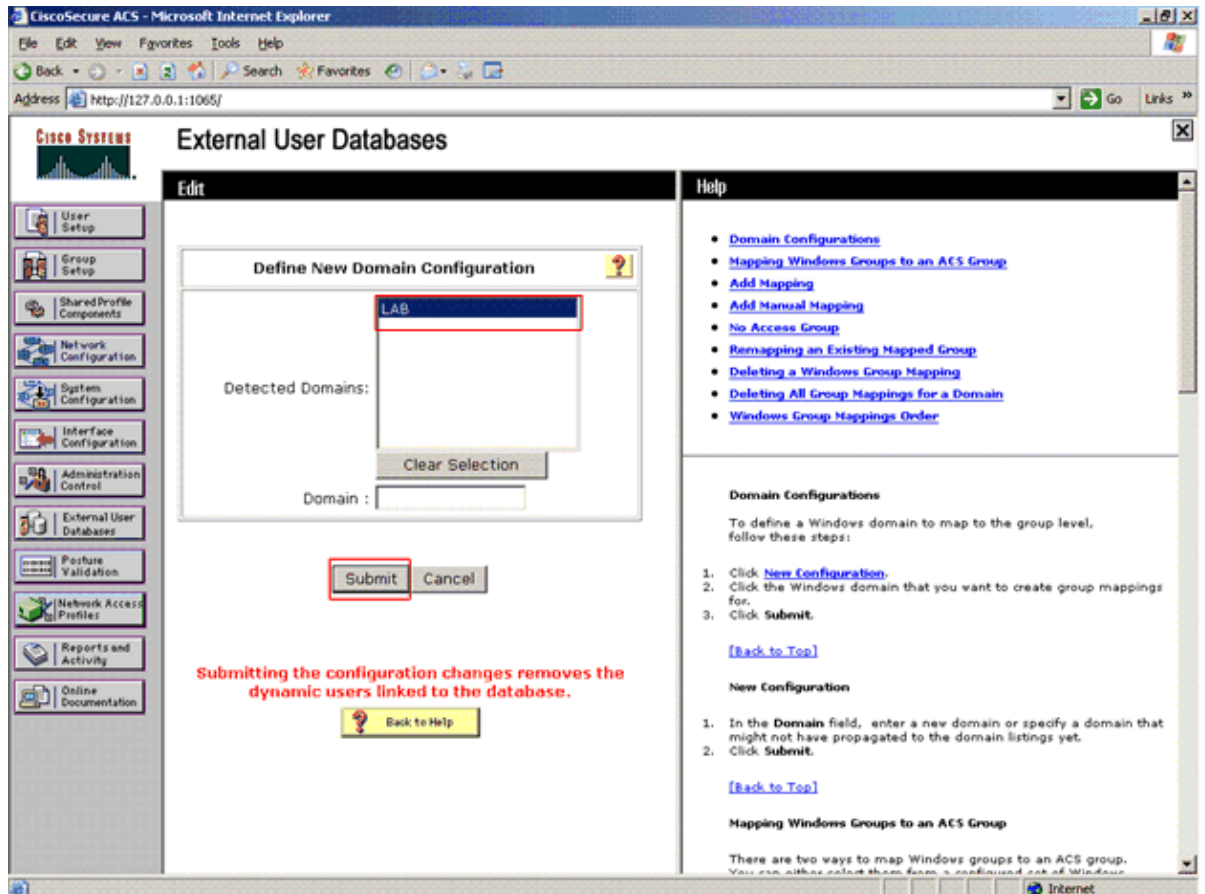 CiscoSecure ACS - Microsoft Internet Explorer
File Edit View Favorites Tools Help
Back Search Favorites
Address http://127.0.0.1:1065/ Go Links »
CISCO SYSTEMS
External User Databases
Edit
Help
User
Setup
Group
Setup
Shared Profile
Components
Network
Configuration
System
Configuration
Interface
Configuration
Administration
Control
External User
Databases
Posture
Validation
Network Access
Profiles
Reports and
Activity
Online
Documentation
Define New Domain Configuration
Detected Domains:
LAB
Clear Selection
Domain :
Submit Cancel
Submitting the configuration changes removes the
dynamic users linked to the database.
Back to Help
• Domain Configurations
• Mapping Windows Groups to an ACS Group
• Add Mapping
• Add Manual Mapping
• No Access Group
• Remapping an Existing Mapped Group
• Deleting a Windows Group Mapping
• Deleting All Group Mappings for a Domain
• Windows Group Mappings Order
Domain Configurations
To define a Windows domain to map to the group level,
follow these steps:
1. Click New Configuration.
2. Click the Windows domain that you want to create group mappings
for.
3. Click Submit.
[Back to Top]
New Configuration
1. In the Domain field, enter a new domain or specify a domain that
might not have propagated to the domain listings yet.
2. Click Submit.
[Back to Top]
Mapping Windows Groups to an ACS Group
There are two ways to map Windows groups to an ACS group.
You can either select them from a configured set of Windows
Internet